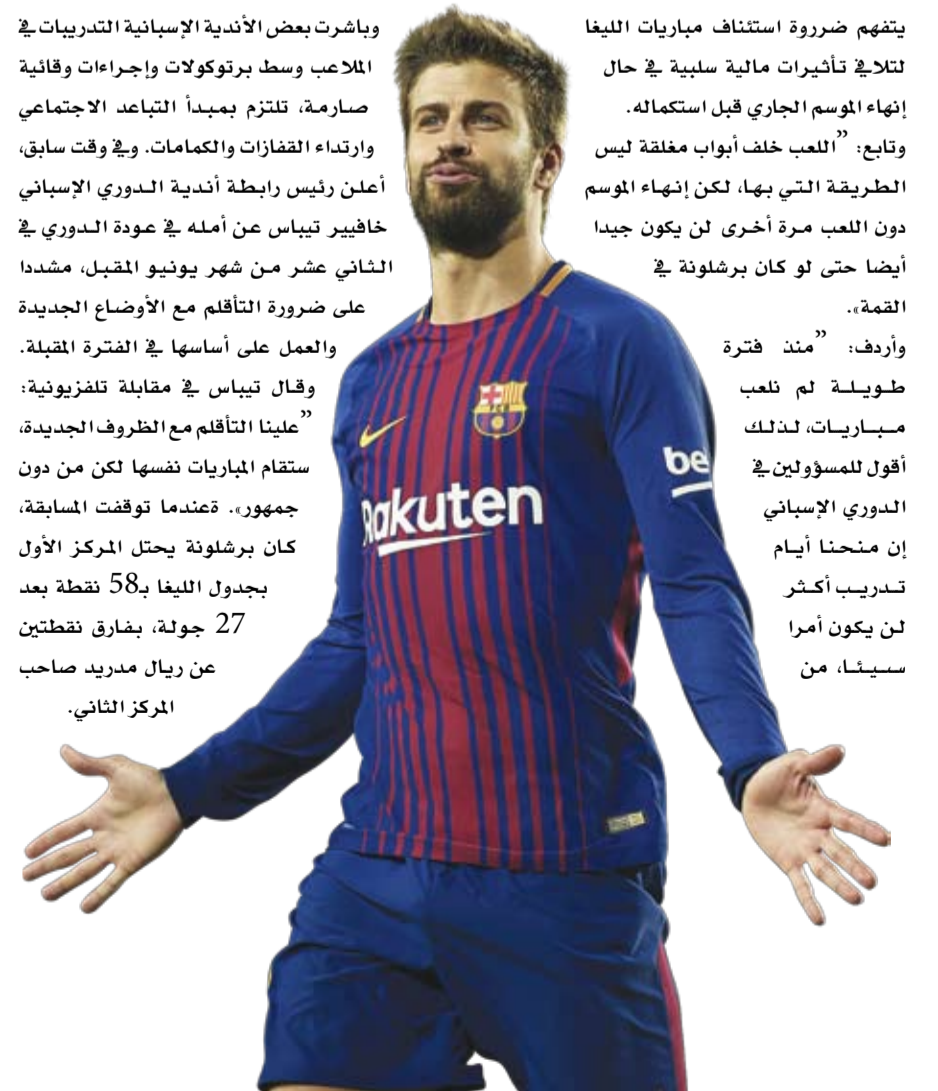 يتفهم ضرورة استئناف مباريات الليغا
لتلافي تأثيرات مالية سلبية في حال
إنهاء الموسم الجاري قبل استكماله.
وتابع: ”اللعب خلف أبواب مغلقة ليس
الطريقة التي بها، لكن إنهاء الموسم
دون اللعب مرة أخرى لن يكون جيدا
أيضا حتى لو كان برشلونة في
القمة».
وأردف: ”منذ فترة
طويلة لم نلعب
مباريات، لذلك
أقول للمسؤولين في
الدوري الإسباني
إن منحنا أيام
تدريب أكثر
لن يكون أمرا
سيئا، من
وباشرت بعض الأندية الإسبانية التدريبات في
الملاعب وسط برتوكولات وإجراءات وقائية
صارمة، تلتزم بمبدأ التباعد الاجتماعي
وارتداء القفازات والكمامات. وفي وقت سابق،
أعلن رئيس رابطة أندية الدوري الإسباني
خافيير تيباس عن أمله في عودة الدوري في
الثاني عشر من شهر يونيو المقبل، مشددا
على ضرورة التأقلم مع الأوضاع الجديدة
والعمل على أساسها في الفترة المقبلة.
وقال تيباس في مقابلة تلفزيونية:
”علينا التأقلم مع الظروف الجديدة،
ستقام المباريات نفسها لكن من دون
جمهور». ةعندما توقفت المسابقة،
كان برشلونة يحتل المركز الأول
بجدول الليغا بـ58 نقطة بعد
27 جولة، بفارق نقطتين
عن ريال مدريد صاحب
المركز الثاني.
FCB
be
Rakuten